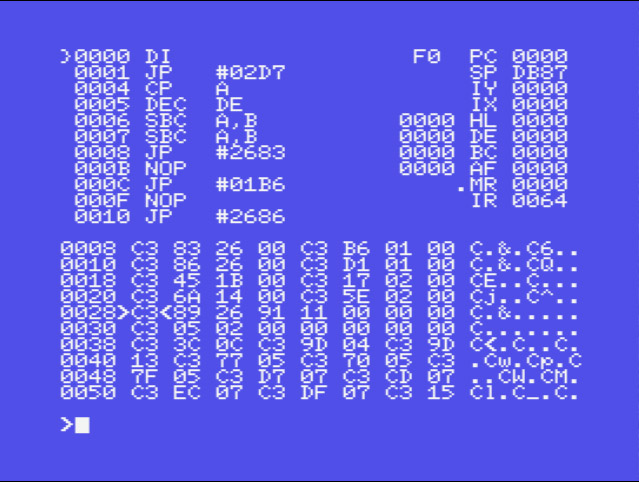 >0000 DI F0 PC 0000
0001 JP #02D7 SP DB87
0004 CP A IY 0000
0005 DEC DE IX 0000
0006 SBC A,B 0000 HL 0000
0007 SBC A,B 0000 DE 0000
0008 JP #2683 0000 BC 0000
000B NOP 0000 AF 0000
000C JP #01B6 .MR 0000
000F NOP IR 0064
0010 JP #2686
0008 C3 83 26 00 C3 B6 01 00 C.&.C6..
0010 C3 86 26 00 C3 D1 01 00 C.&.CQ..
0018 C3 45 1B 00 C3 17 02 00 CE..C...
0020 C3 6A 14 00 C3 5E 02 00 CJ..C^..
0028>C3<89 26 91 11 00 00 00 C.&.....
0030 C3 05 02 00 00 00 00 00 C.......
0038 C3 3C 0C C3 9D 04 C3 9D C<.C..C.
0040 13 C3 77 05 C3 70 05 C3 .Cw.Cp.C
0048 7F 05 C3 D7 07 C3 CD 07 ..CW.CM.
0050 C3 EC 07 C3 DF 07 C3 15 Cl.C_.C.
>